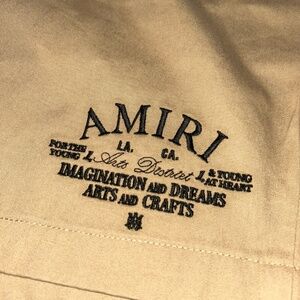 AMIRI
LA. CA.
FOR THE YOUNG & Arts District & YOUNG AT HEART
IMAGINATION AND DREAMS
ARTS AND CRAFTS